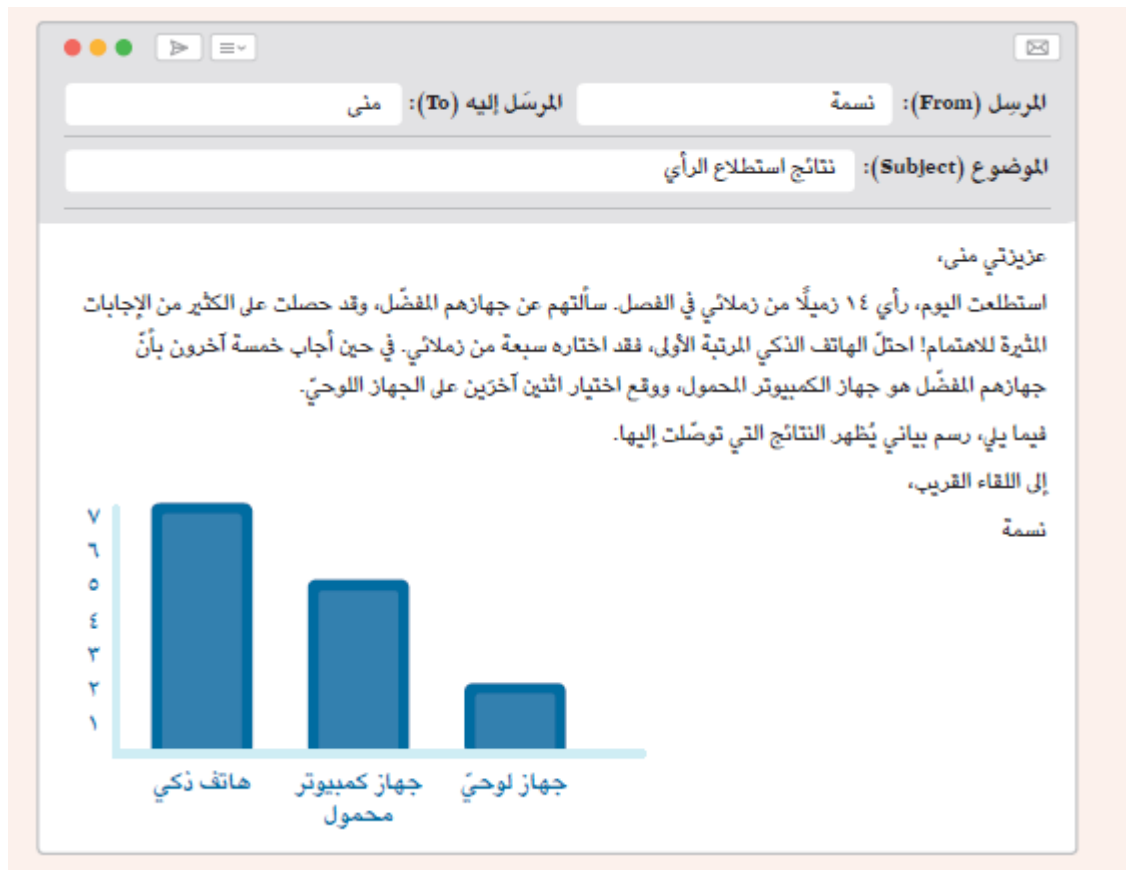 المرسِل (From): نسمة المرسَل إليه (To): منى
الموضوع (Subject): نتائج استطلاع الرأي
عزيزتي منى،
استطلعت اليوم، رأي ١٤ زميلًا من زملائي في الفصل. سألتهم عن جهازهم المفضّل، وقد حصلت على الكثير من الإجابات
المثيرة للاهتمام! احتلّ الهاتف الذكي المرتبة الأولى، فقد اختاره سبعة من زملائي. في حين أجاب خمسة آخرون بأنّ
جهازهم المفضّل هو جهاز الكمبيوتر المحمول، ووقع اختيار اثنين آخرَين على الجهاز اللوحيّ.
فيما يلي، رسم بياني يُظهر النتائج التي توصّلت إليها.
إلى اللقاء القريب،
نسمة
٧
٦
٥
٤
٣
٢
١
هاتف ذكي
جهاز كمبيوتر
محمول
جهاز لوحيّ